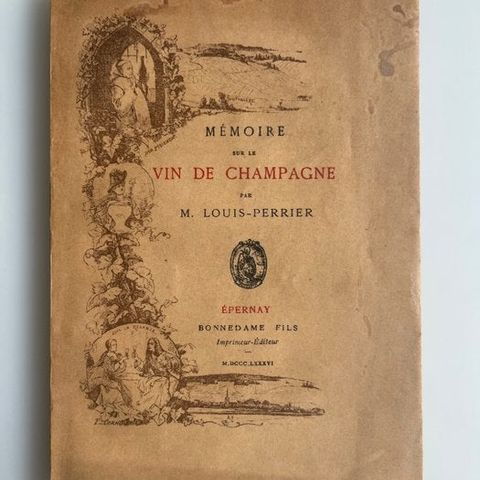 MÉMOIRE
SUR LE
VIN DE CHAMPAGNE
PAR
M. LOUIS-PERRIER
ÉPERNAY
BONNEDAME FILS
Imprimeur-Éditeur
M.DCCC.LXXXVI